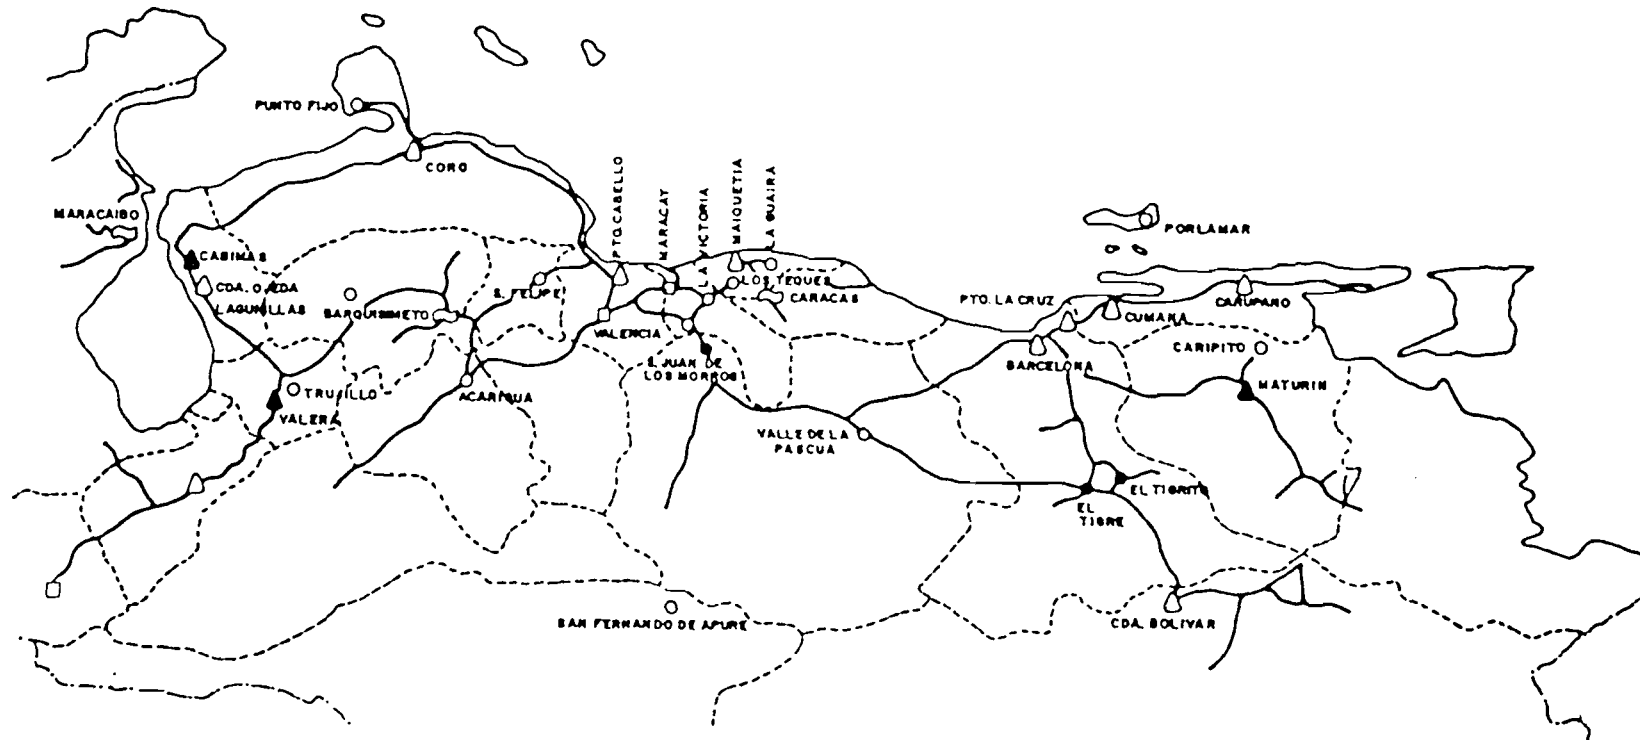 PUNTO FIJO
CORO
MARACAIBO
CABIMAS
CDA. OJEDA
LAGUNILLAS
BARQUISIMETO
S. FELIPE
PTO. CABELLO
MARACAY
LA VICTORIA
MAIQUETIA
LA GUAIRA
LOS TEQUES
CARACAS
VALENCIA
S. JUAN DE
LOS MORROS
TRUJILLO
VALERA
ACARIGUA
VALLE DE LA
PASCUA
PTO. LA CRUZ
BARCELONA
CUMANA
PORLAMAR
CARUPANO
CARIPITO
MATURIN
EL TIGRITO
EL
TIGRE
SAN FERNANDO DE APURE
CDA. BOLIVAR